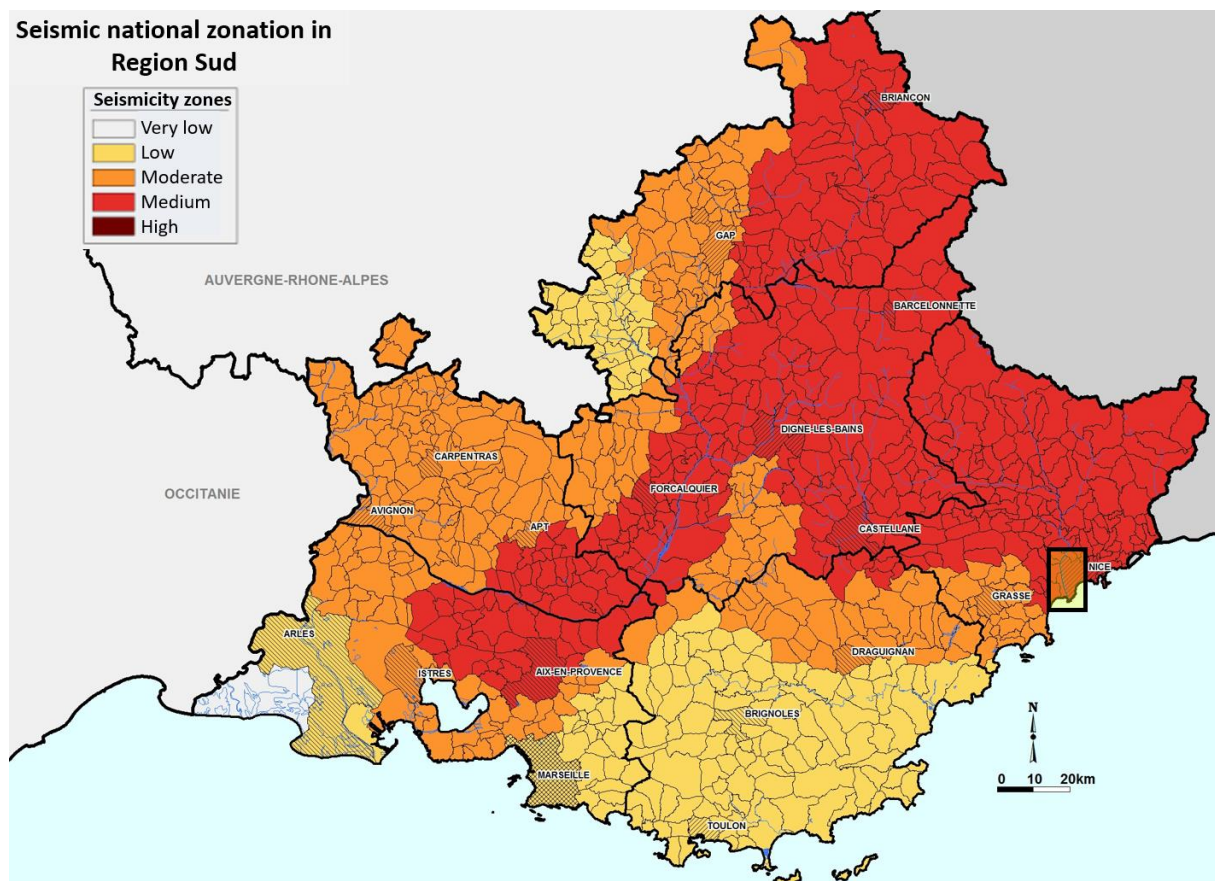 Seismic national zonation in
Region Sud
Seismicity zones
Very low
Low
Moderate
Medium
High
BRIANCON
GAP
AUVERGNE-RHONE-ALPES
BARCELONNETTE
DIGNE-LES-BAINS
CARPENTRAS
OCCITANIE
FORCALQUIER
AVIGNON
APT
CASTELLANE
NICE
GRASSE
ARLES
DRAGUIGNAN
ISTRES
AIX-EN-PROVENCE
BRIGNOLES
N
MARSEILLE
0 10 20km
TOULON